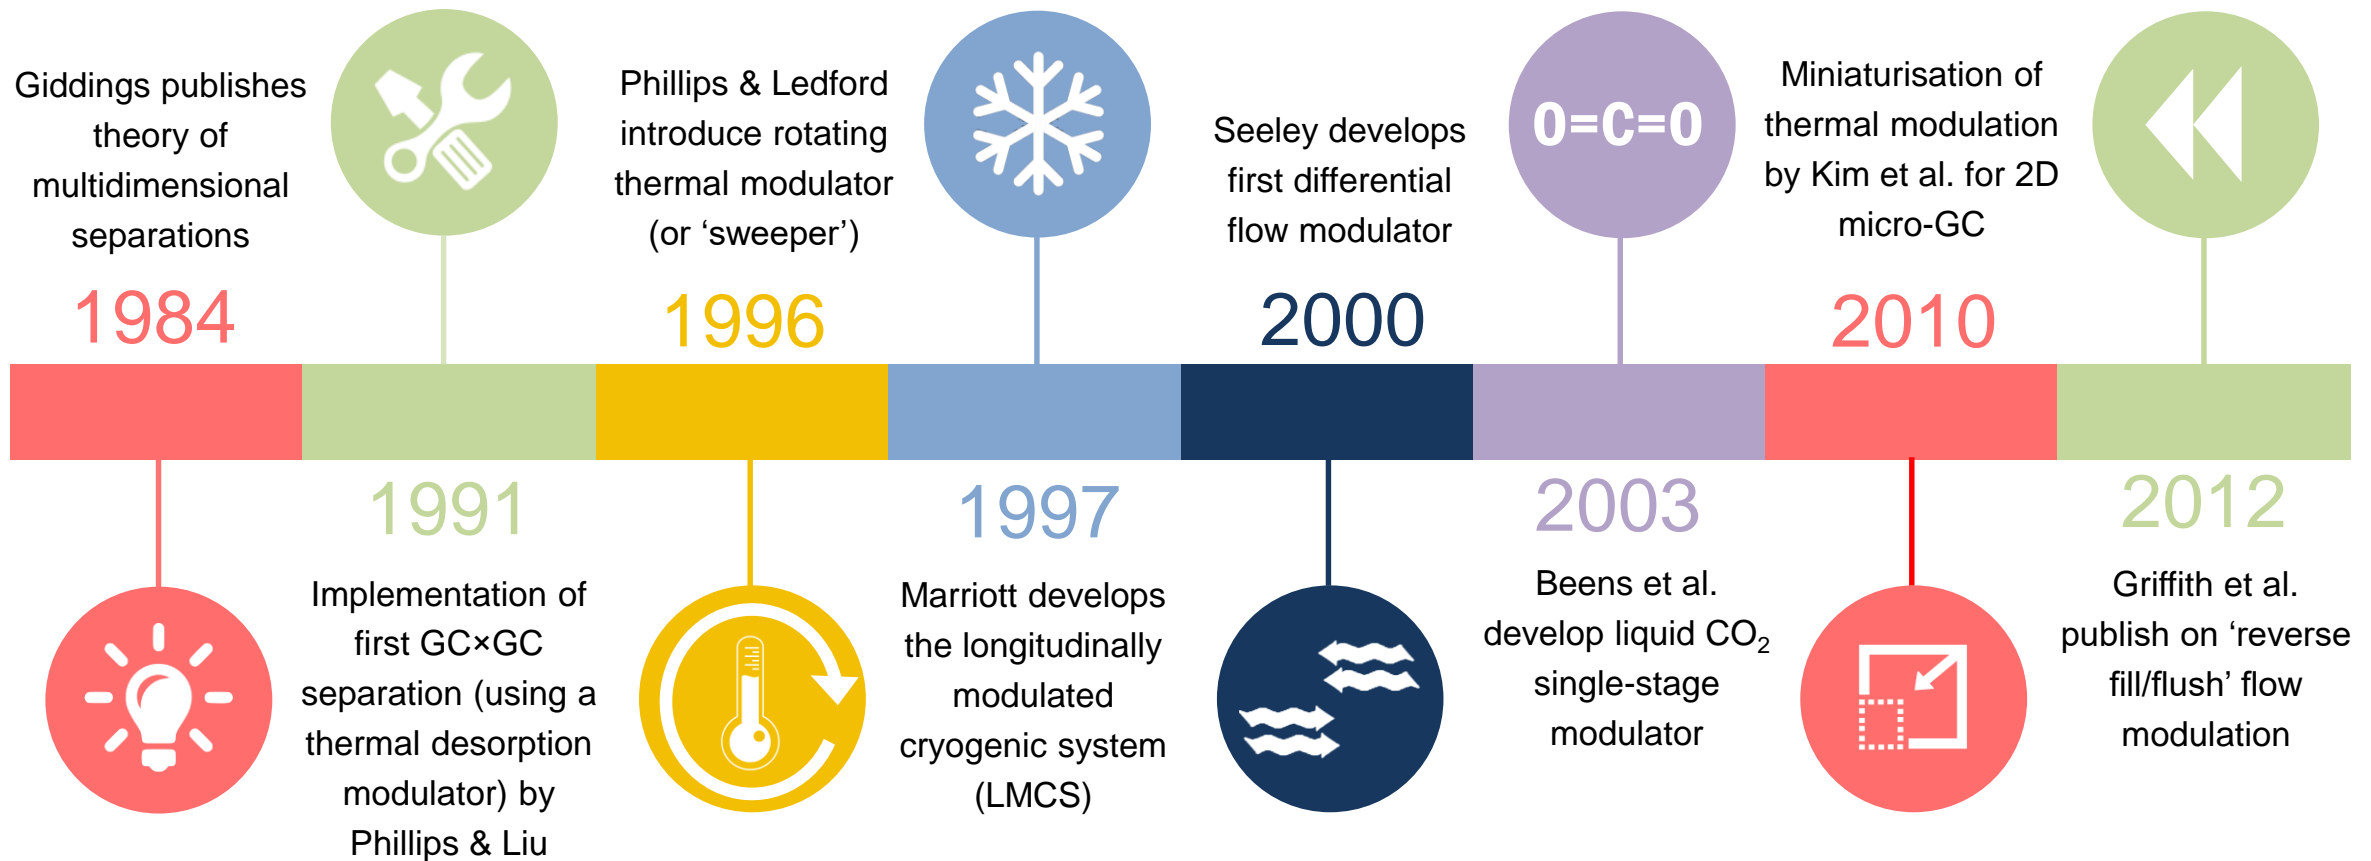 Giddings publishes
theory of
multidimensional
separations
1984
1991
Implementation of
first GC×GC
separation (using a
thermal desorption
modulator) by
Phillips & Liu
Phillips & Ledford
introduce rotating
thermal modulator
(or ‘sweeper’)
1996
1997
Marriott develops
the longitudinally
modulated
cryogenic system
(LMCS)
Seeley develops
first differential
flow modulator
2000
O=C=O
2003
Beens et al.
develop liquid CO₂
single-stage
modulator
Miniaturisation of
thermal modulation
by Kim et al. for 2D
micro-GC
2010
2012
Griffith et al.
publish on ‘reverse
fill/flush’ flow
modulation